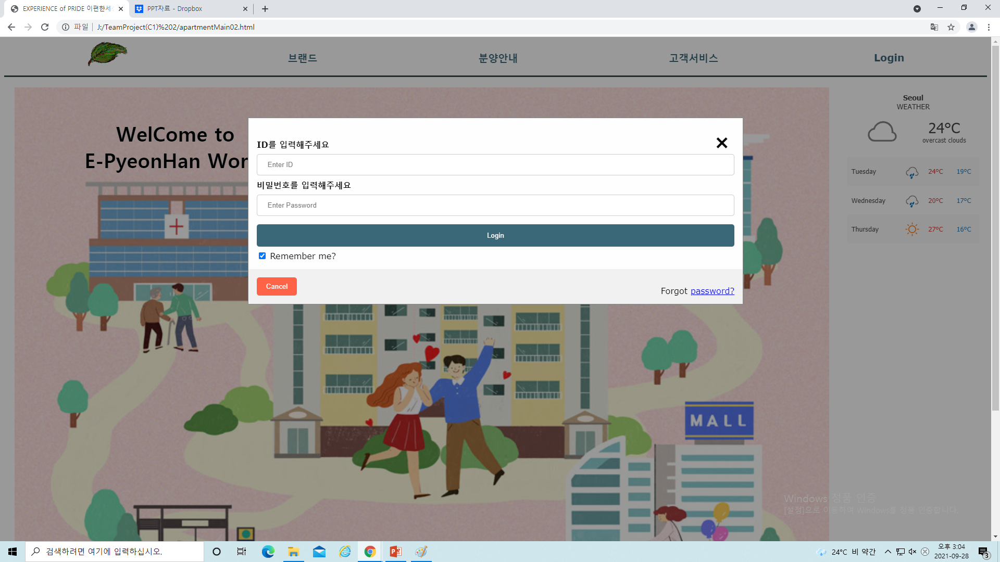 EXPERIENCE of PRIDE 이편한세
PPT자료 - Dropbox
파일
J:/TeamProject(C1)%202/apartmentMain02.html
브랜드
분양안내
고객서비스
Login
WelCome to
E-PyeonHan Wor
ID를 입력해주세요
Enter ID
비밀번호를 입력해주세요
Enter Password
Login
Remember me?
Cancel
Forgot password?
Seoul
WEATHER
24°C
overcast clouds
Tuesday 24°C 19°C
Wednesday 20°C 17°C
Thursday 27°C 16°C
MALL
Windows 정품 인증
[설정]으로 이동하여 Windows를 정품 인증합니다.
검색하려면 여기에 입력하십시오.
24°C 비 약간
오후 3:04
2021-09-28
3